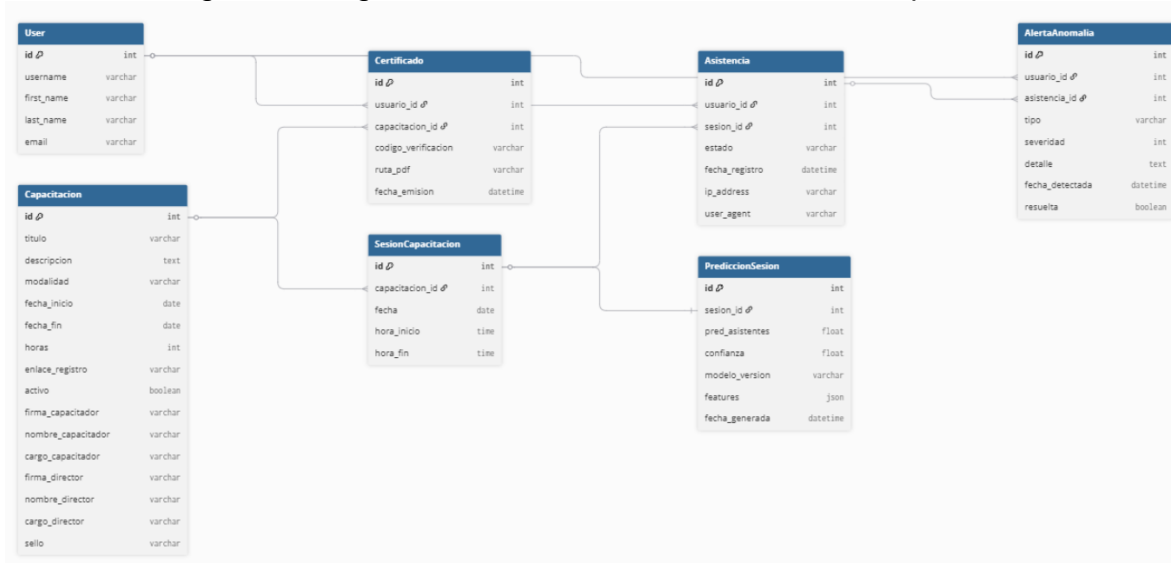 User
id int
username varchar
first_name varchar
last_name varchar
email varchar
Capacitacion
id int
titulo varchar
descripcion text
modalidad varchar
fecha_inicio date
fecha_fin date
horas int
enlace_registro varchar
activo boolean
firma_capacitador varchar
nombre_capacitador varchar
cargo_capacitador varchar
firma_director varchar
nombre_director varchar
cargo_director varchar
sello varchar
Certificado
id int
usuario_id int
capacitacion_id int
codigo_verificacion varchar
ruta_pdf varchar
fecha_emision datetime
SesionCapacitacion
id int
capacitacion_id int
fecha date
hora_inicio time
hora_fin time
Asistencia
id int
usuario_id int
sesion_id int
estado varchar
fecha_registro datetime
ip_address varchar
user_agent varchar
PrediccionSesion
id int
sesion_id int
pred_asistentes float
confianza float
modelo_version varchar
features json
fecha_generada datetime
AlertaAnomalia
id int
usuario_id int
asistencia_id int
tipo varchar
severidad int
detalle text
fecha_detectada datetime
resuelta boolean